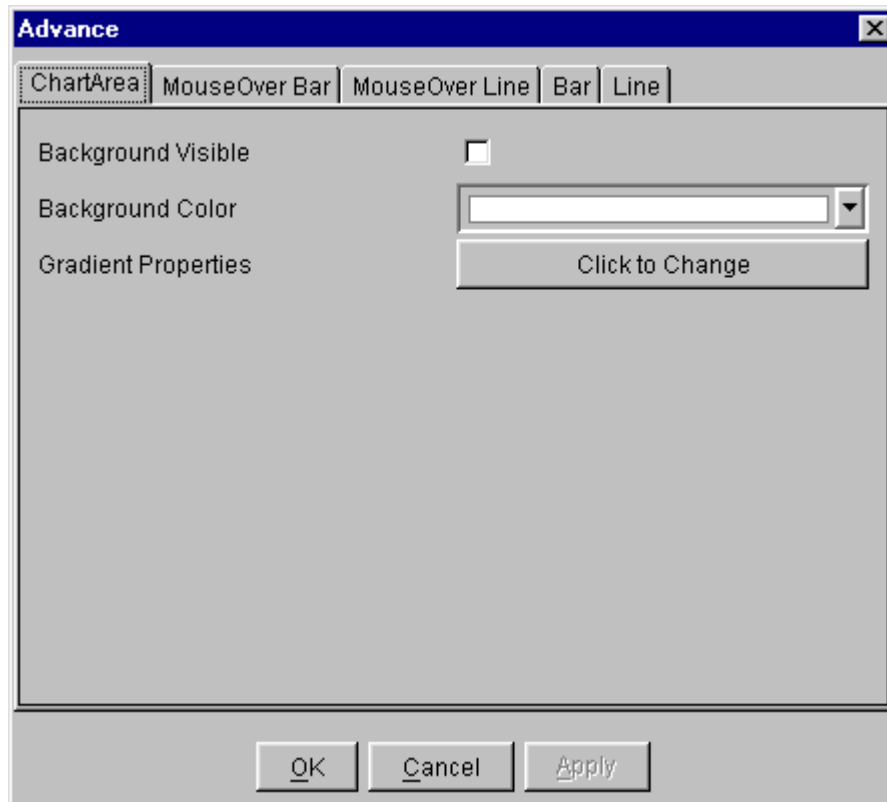 Advance
ChartArea MouseOver Bar MouseOver Line Bar Line
Background Visible
Background Color
Gradient Properties Click to Change
OK Cancel Apply